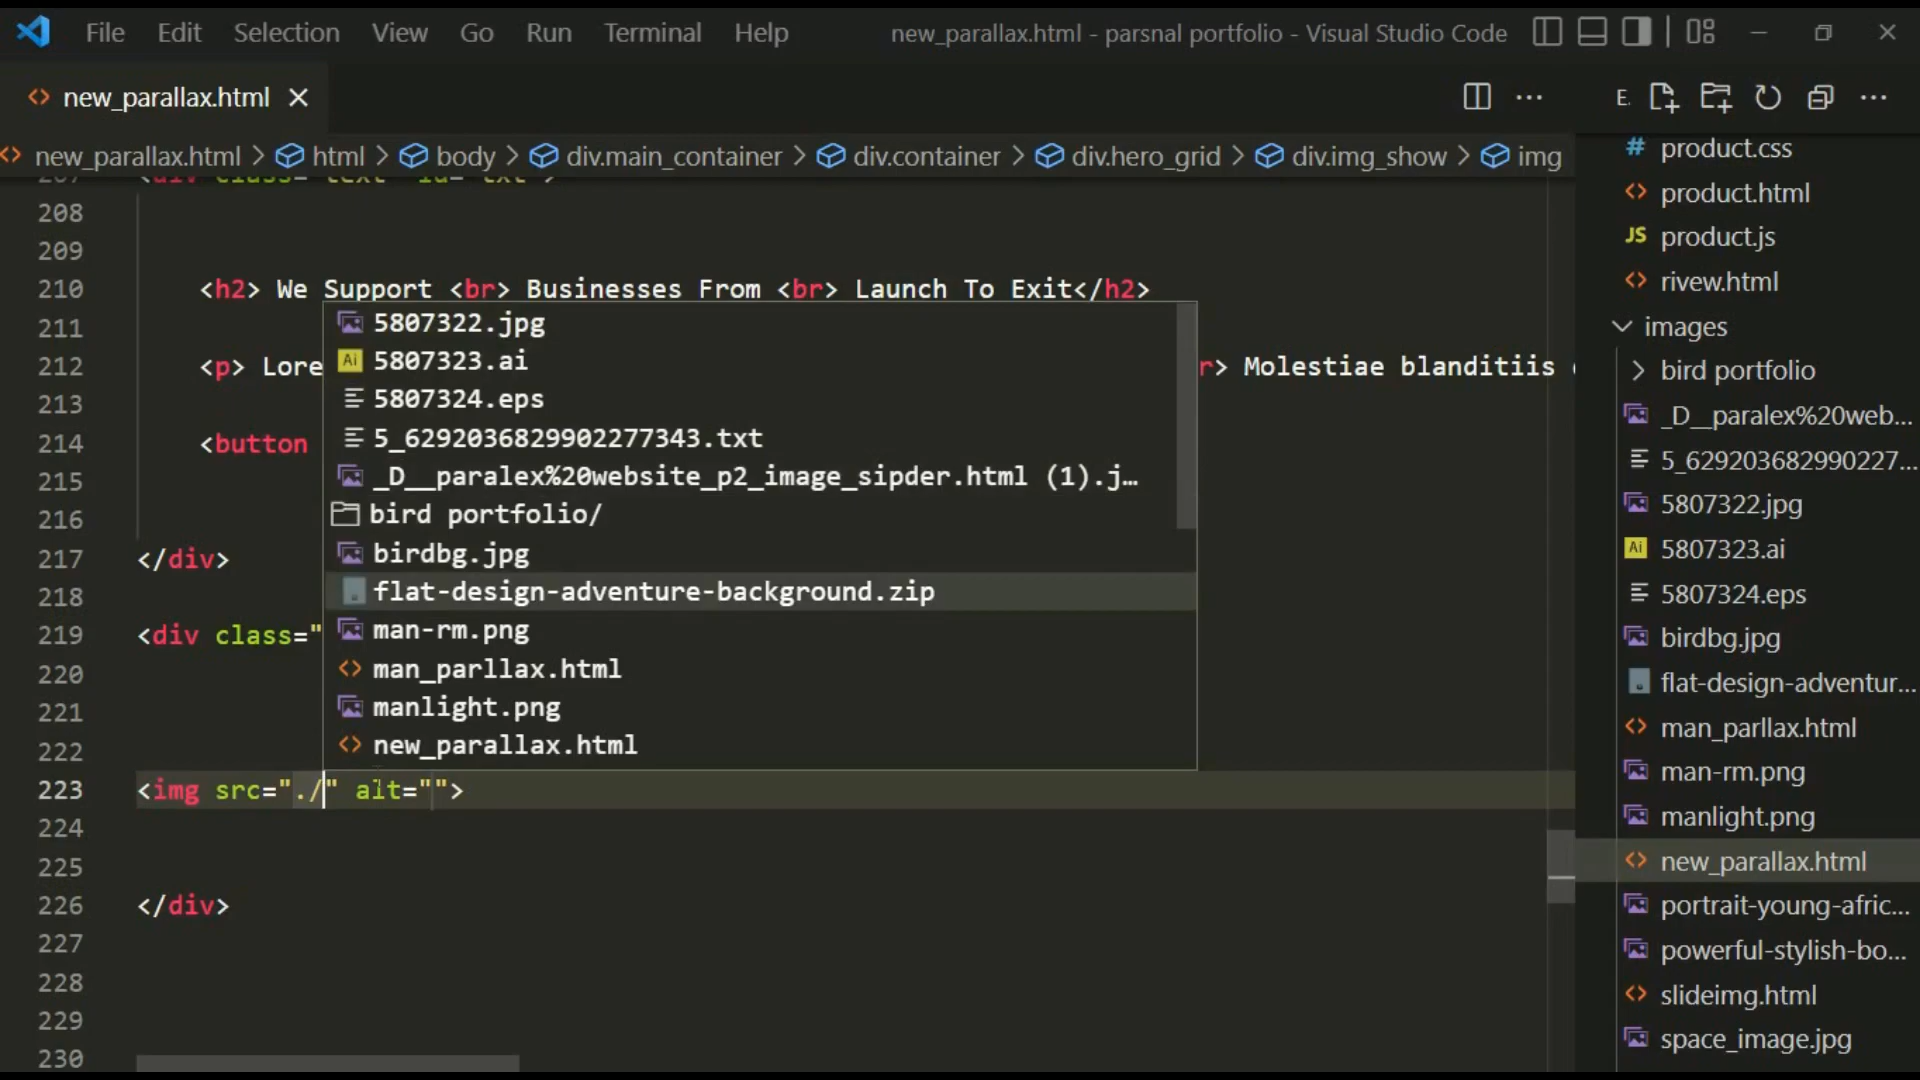 File Edit Selection View Go Run Terminal Help new_parallax.html - parsnal portfolio - Visual Studio Code
new_parallax.html
E.
new_parallax.html > html > body > div.main_container > div.container > div.hero_grid > div.img_show > img
208
209
210 <h2> We Support <br> Businesses From <br> Launch To Exit</h2>
211
212 <p> Lore r> Molestiae blanditiis
213
214 <button
215
216
217 </div>
218
219 <div class="
220
221
222
223 <img src="./" alt="">
224
225
226 </div>
227
228
229
230
5807322.jpg
5807323.ai
5807324.eps
5_6292036829902277343.txt
_D__paralex%20website_p2_image_sipder.html (1).j…
bird portfolio/
birdbg.jpg
flat-design-adventure-background.zip
man-rm.png
man_parllax.html
manlight.png
new_parallax.html
# product.css
product.html
JS product.js
rivew.html
images
bird portfolio
_D__paralex%20web...
5_629203682990227...
5807322.jpg
Ai 5807323.ai
5807324.eps
birdbg.jpg
flat-design-adventur...
man_parllax.html
man-rm.png
manlight.png
new_parallax.html
portrait-young-afric...
powerful-stylish-bo...
slideimg.html
space_image.jpg